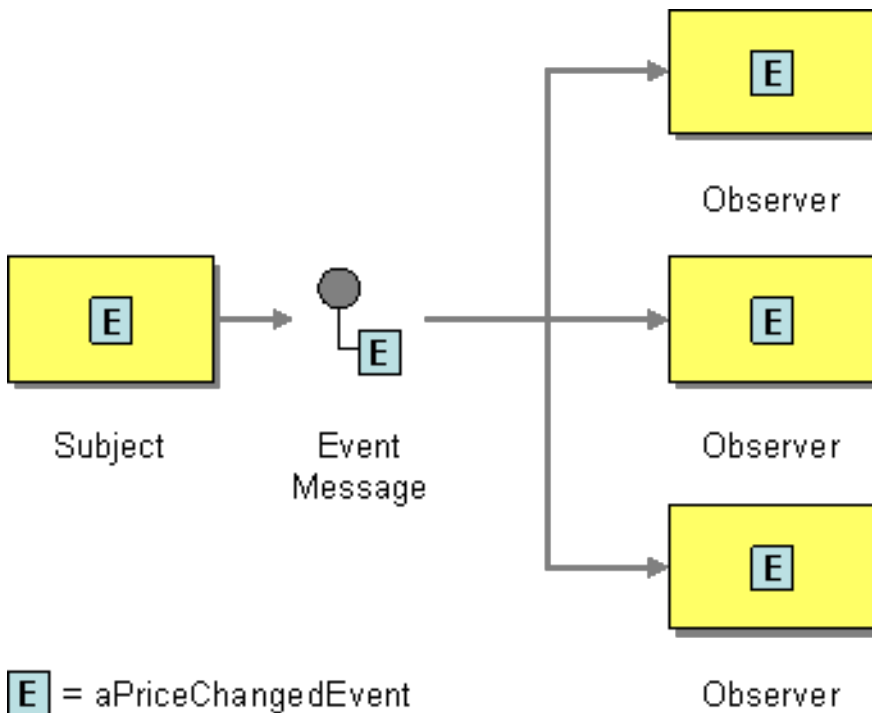 E
Observer
E
E
E
Subject
Event
Message
Observer
E
E = aPriceChangedEvent
Observer